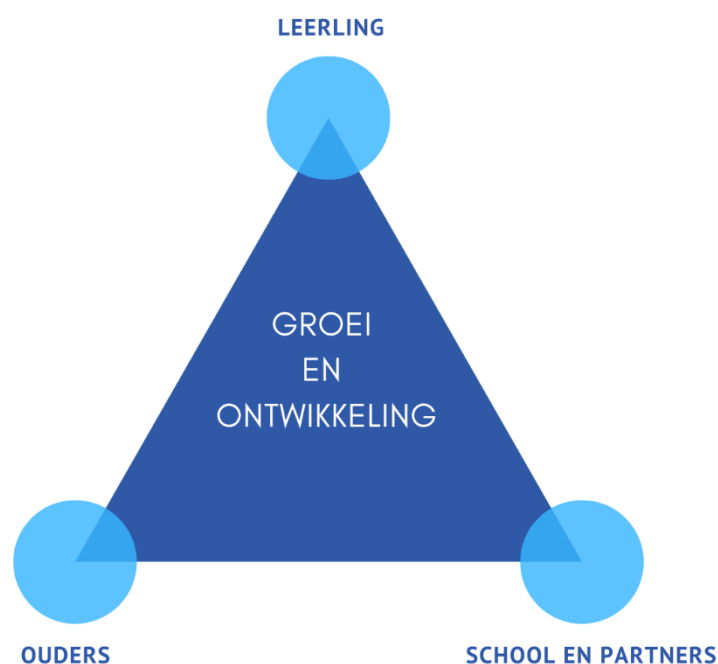 LEERLING
GROEI
EN
ONTWIKKELING
OUDERS
SCHOOL EN PARTNERS